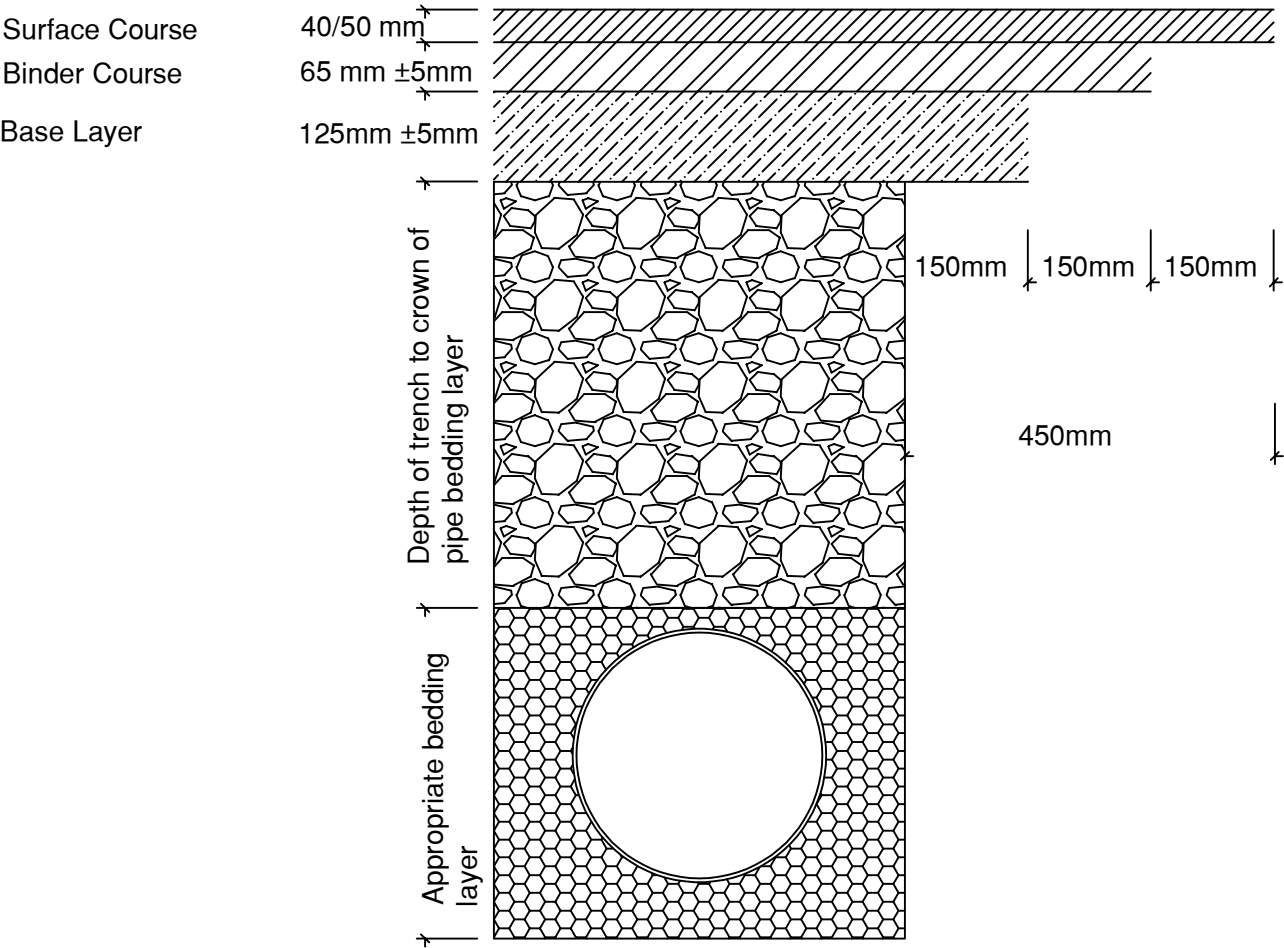 Surface Course 40/50 mm
Binder Course 65 mm ±5mm
Base Layer 125mm ±5mm
Depth of trench to crown of
pipe bedding layer
150mm 150mm 150mm
450mm
Appropriate bedding
layer